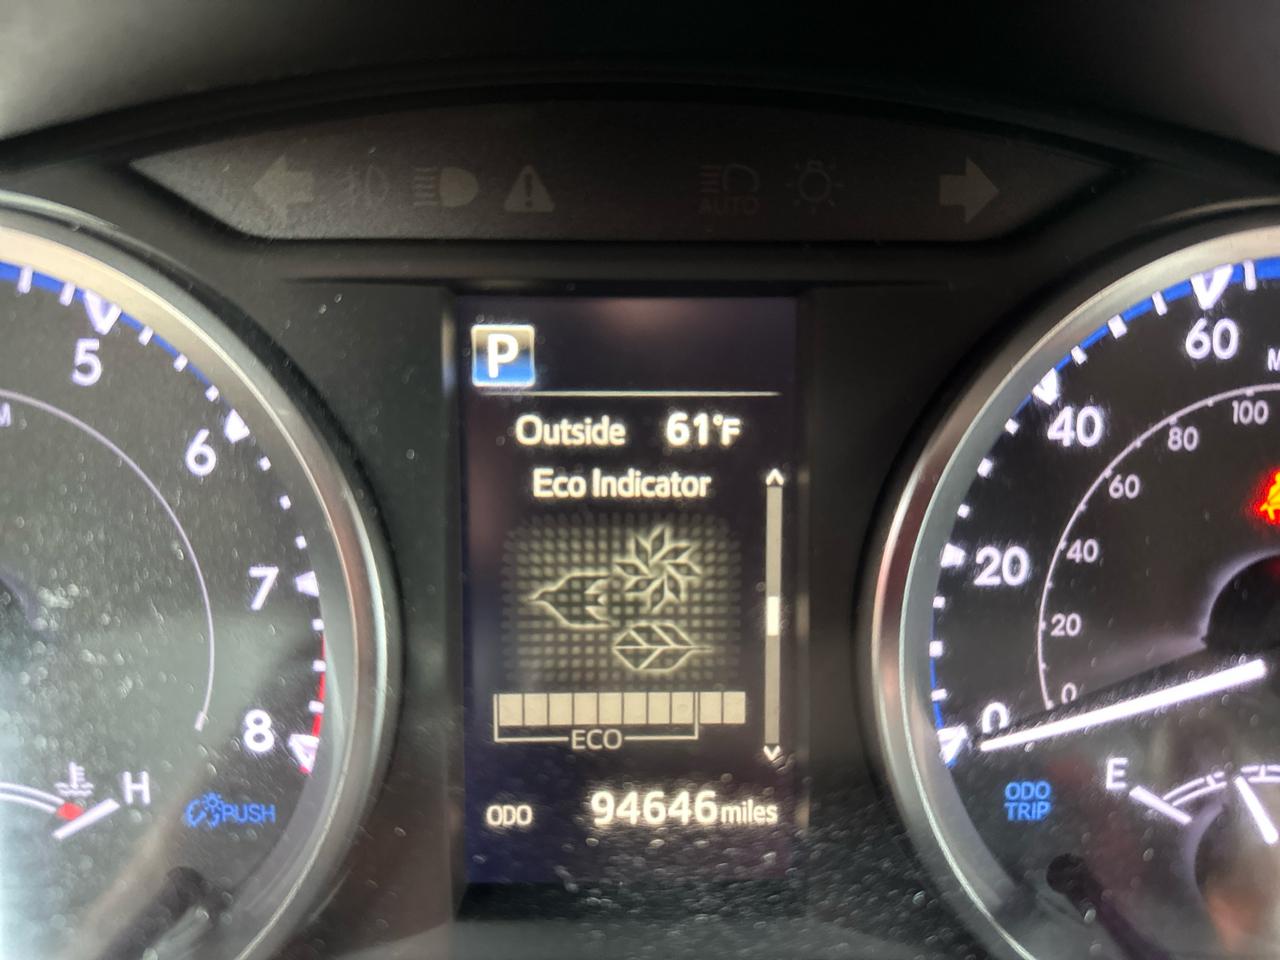 AUTO
P
Outside 61°F
Eco Indicator
ECO
ODO 94646 miles
5
6
7
8
H
RUSH
60
40
20
0
100
80
60
40
20
0
ODO
TRIP
E